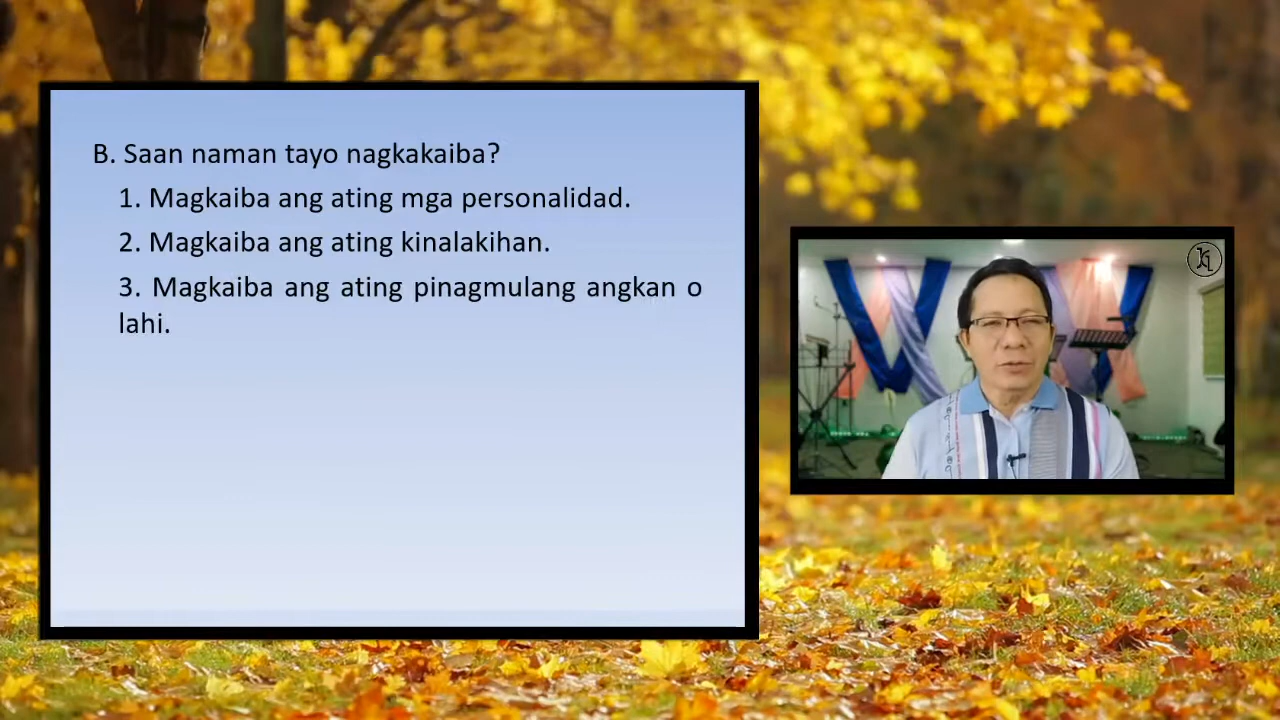 B. Saan naman tayo nagkakaiba?
1. Magkaiba ang ating mga personalidad.
2. Magkaiba ang ating kinalakihan.
3. Magkaiba ang ating pinagmulang angkan o
lahi.